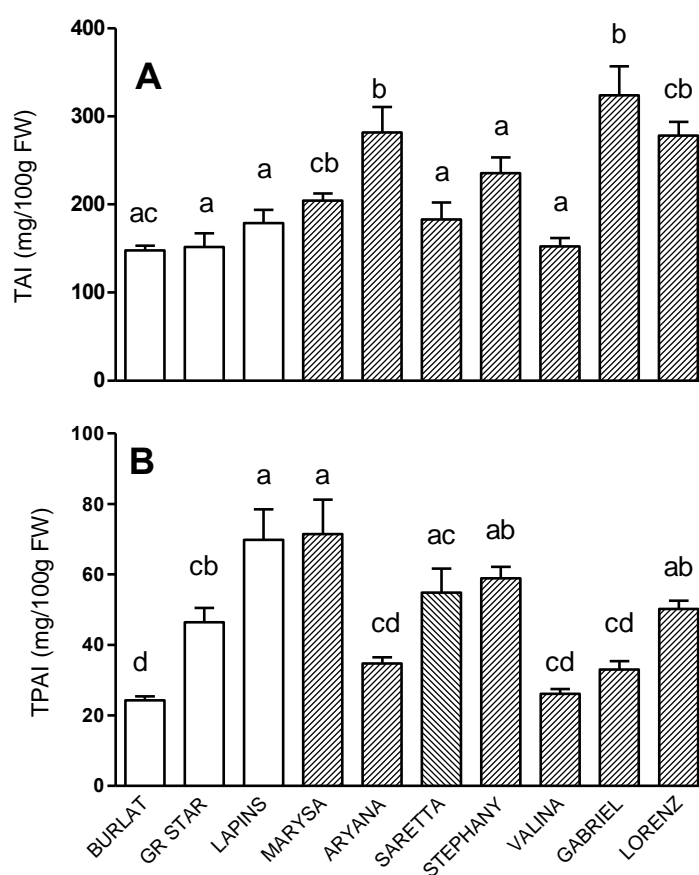 A
TAI (mg/100g FW)
400
300
200
100
0
ac
a
a
cb
b
a
a
a
b
cb
B
TPAI (mg/100g FW)
100
80
60
40
20
0
d
cb
a
a
cd
ac
ab
cd
cd
ab
BURLAT
GR STAR
LAPINS
MARYSA
ARYANA
SARETTA
STEPHANY
VALINA
GABRIEL
LORENZ